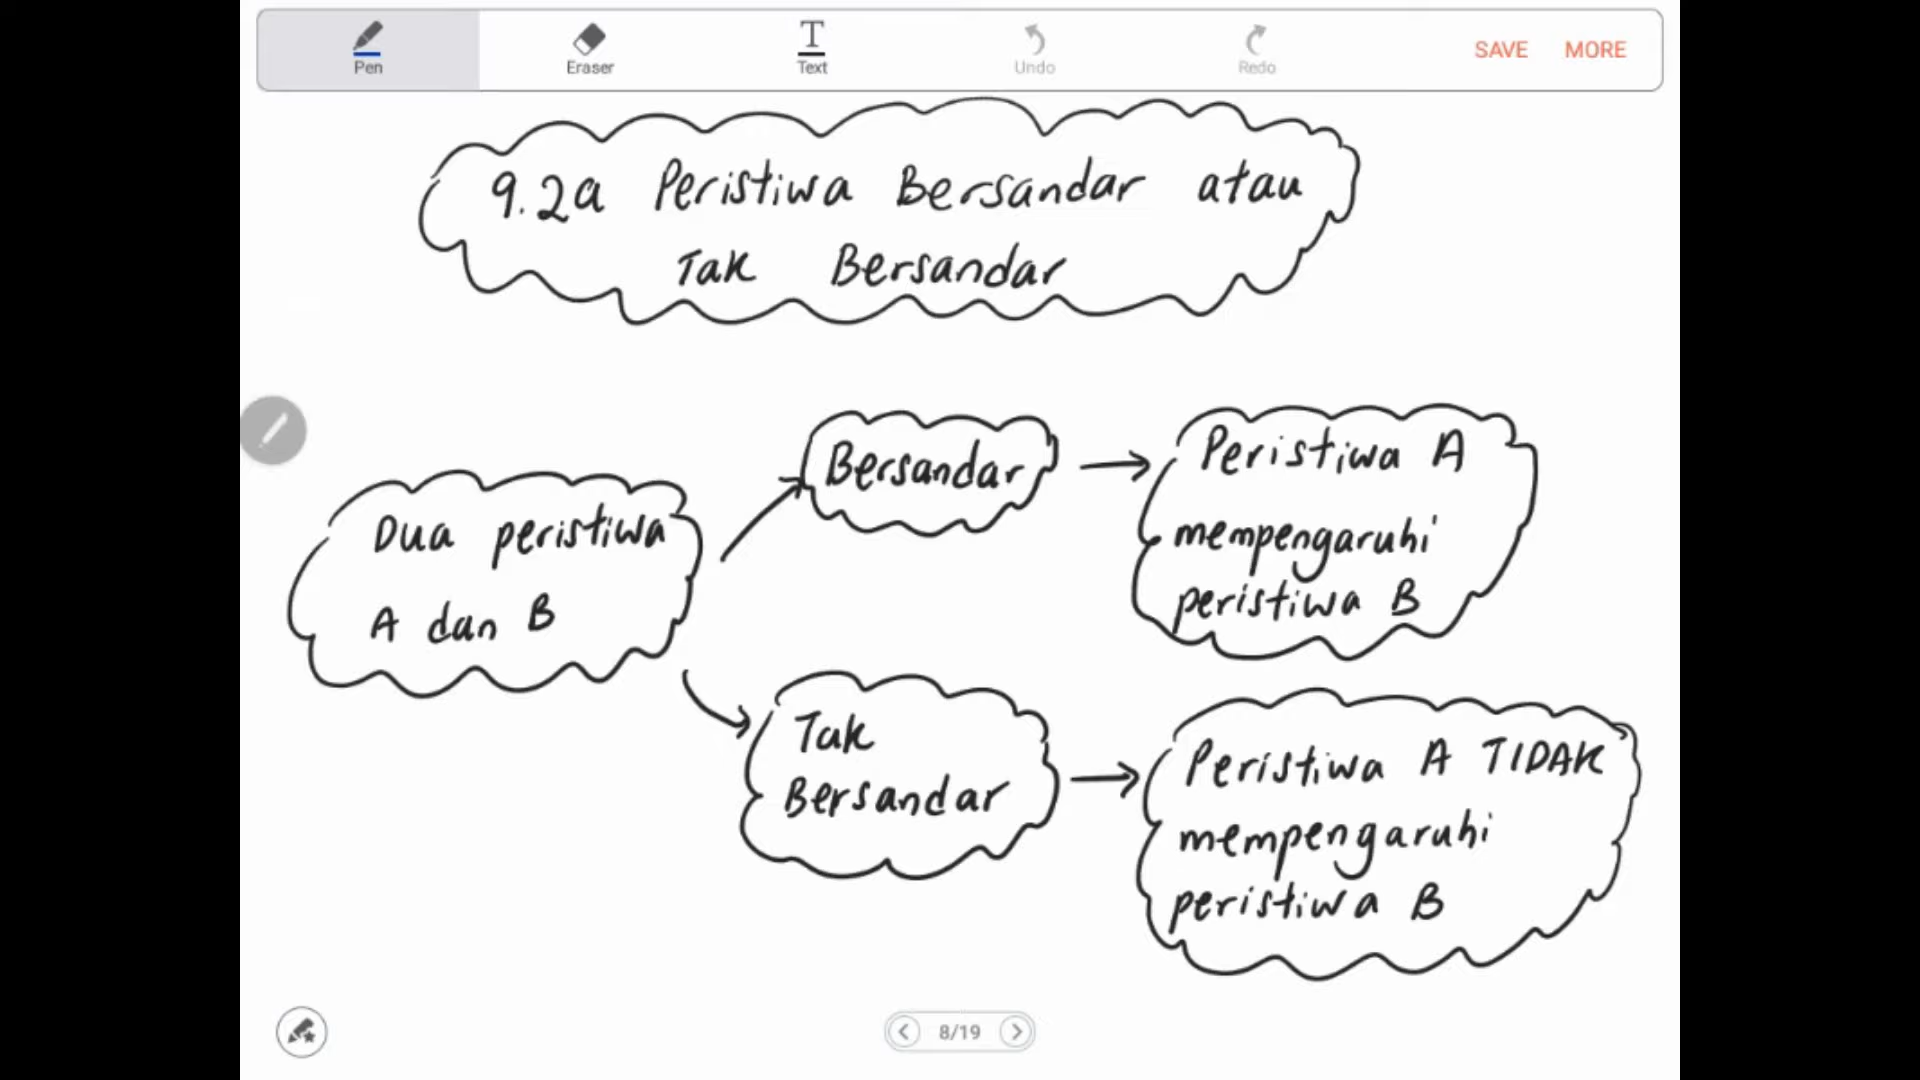 Pen
Eraser
Text
Undo
Redo
SAVE
MORE
9.2a Peristiwa Bersandar atau
Tak Bersandar
Dua peristiwa
A dan B
Bersandar
Peristiwa A
mempengaruhi
peristiwa B
Tak
Bersandar
Peristiwa A TIDAK
mempengaruhi
peristiwa B
8/19